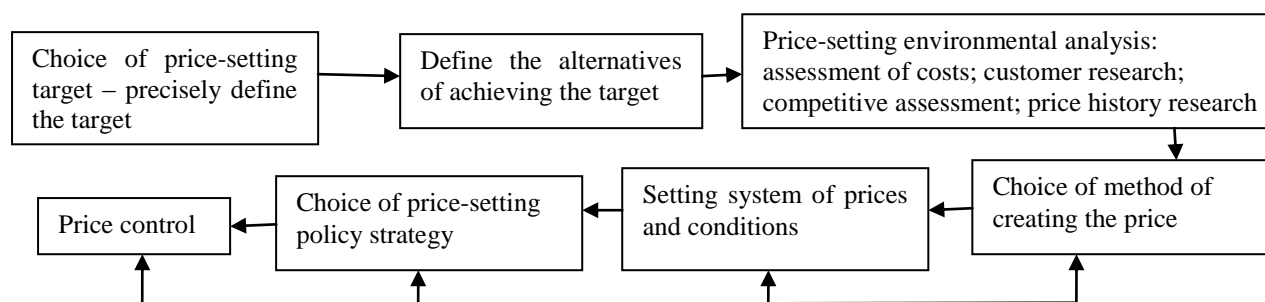 Choice of price-setting
target – precisely define
the target
Define the alternatives
of achieving the target
Price-setting environmental analysis:
assessment of costs; customer research;
competitive assessment; price history research
Choice of method of
creating the price
Setting system of prices
and conditions
Choice of price-setting
policy strategy
Price control